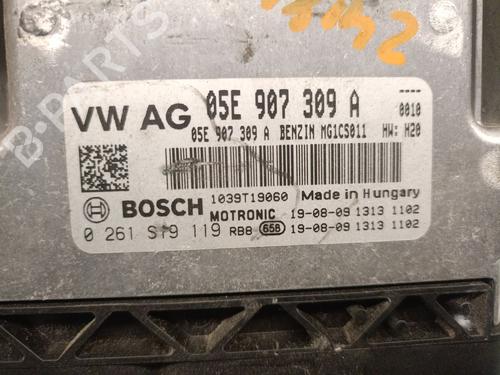 VW AG 05E 907 309 A 0010
05E 907 309 A BENZIN MG1CS011 HW: H20
BOSCH 1039T19060 Made in Hungary
MOTRONIC 19-08-09 1313 1102
0 261 S19 119 RB8 658 19-08-09 1313 1102
B-PARTS